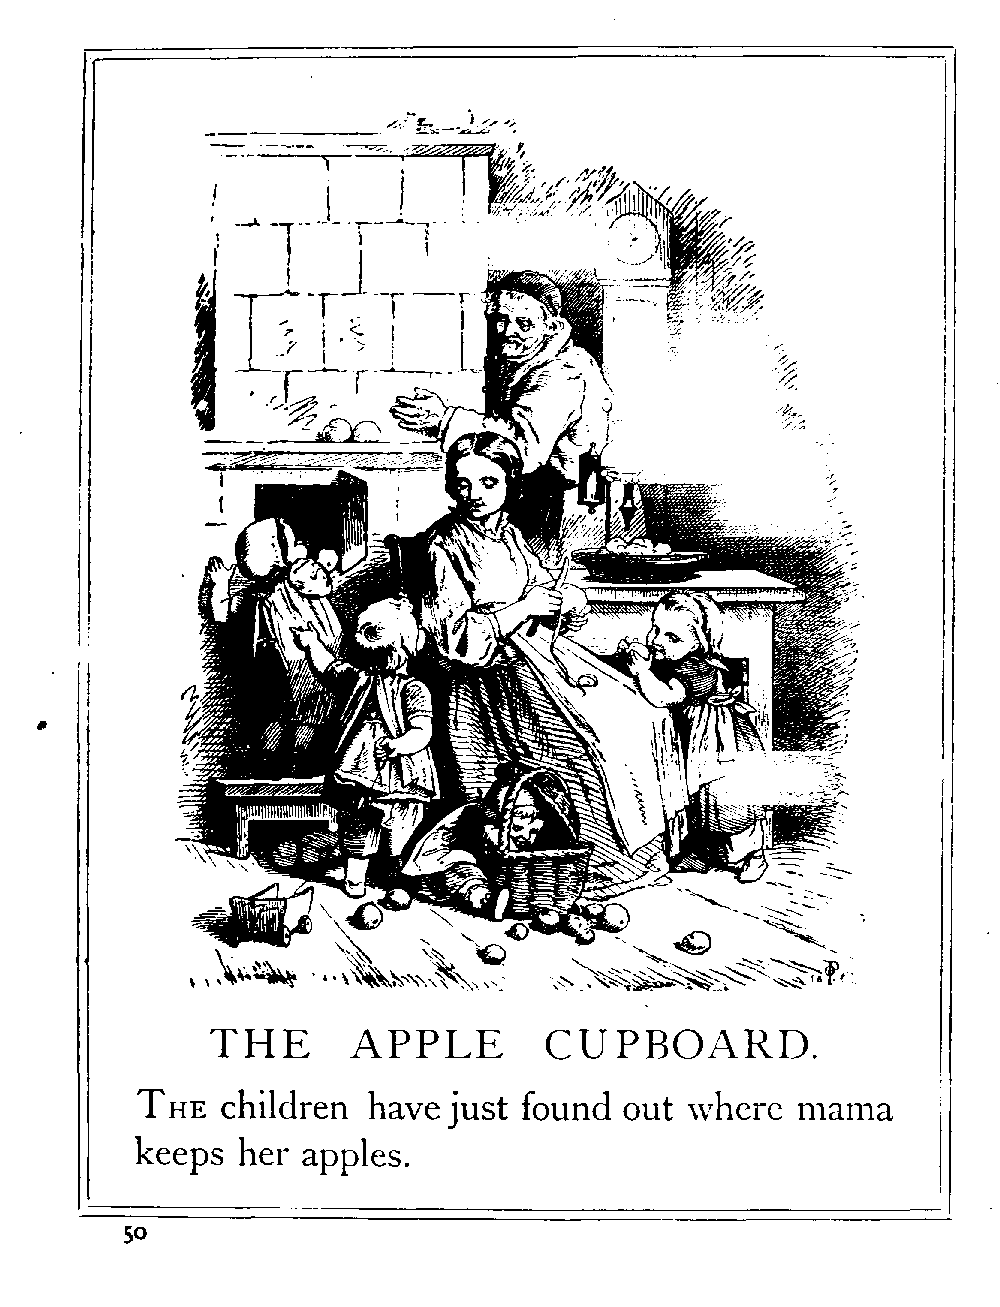 THE APPLE CUPBOARD.
THE children have just found out where mama
keeps her apples.
50